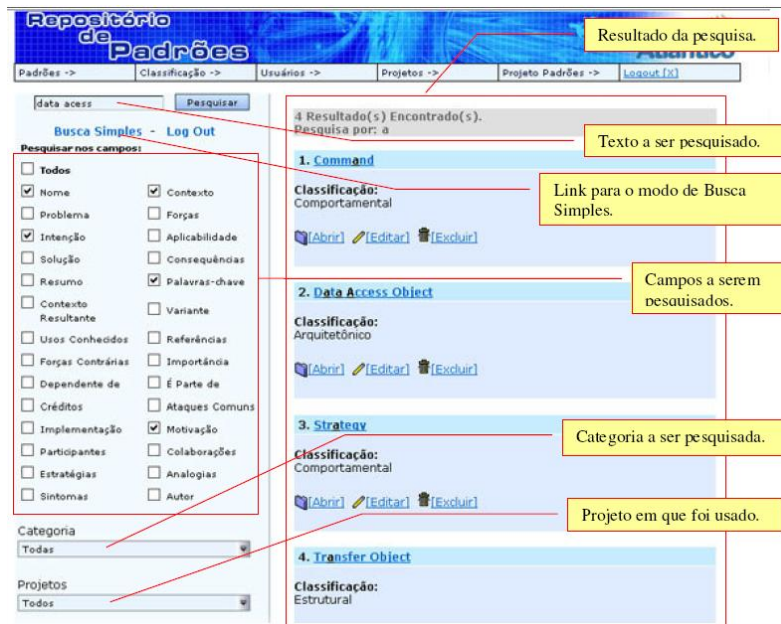 Repositório
de
Padrões
Atlântico
Resultado da pesquisa.
Padrões -> Classificação -> Usuários -> Projetos -> Projeto Padrões -> Logout [X]
data acess Pesquisar
Busca Simples - Log Out
Pesquisar nos campos:
Todos
Nome Contexto
Problema Forças
Intenção Aplicabilidade
Solução Consequências
Resumo Palavras-chave
Contexto
Resultante Variante
Usos Conhecidos Referências
Forças Contrárias Importância
Dependente de É Parte de
Créditos Ataques Comuns
Implementação Motivação
Participantes Colaborações
Estratégias Analogias
Sintomas Autor
Categoria
Todas
Projetos
Todos
4 Resultado(s) Encontrado(s).
Pesquisa por: a
1. Command
Classificação:
Comportamental
[Abrir] [Editar] [Excluir]
2. Data Access Object
Classificação:
Arquitetônico
[Abrir] [Editar] [Excluir]
3. Strategy
Classificação:
Comportamental
[Abrir] [Editar] [Excluir]
4. Transfer Object
Classificação:
Estrutural
Texto a ser pesquisado.
Link para o modo de Busca
Simples.
Campos a serem
pesquisados.
Categoria a ser pesquisada.
Projeto em que foi usado.